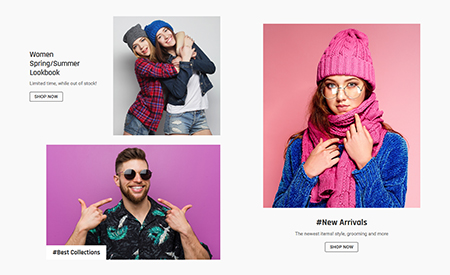 Women
Spring/Summer
Lookbook
Limited time, while out of stock!
SHOP NOW
#Best Collections
#New Arrivals
The newest itemsl style, grooming and more
SHOP NOW